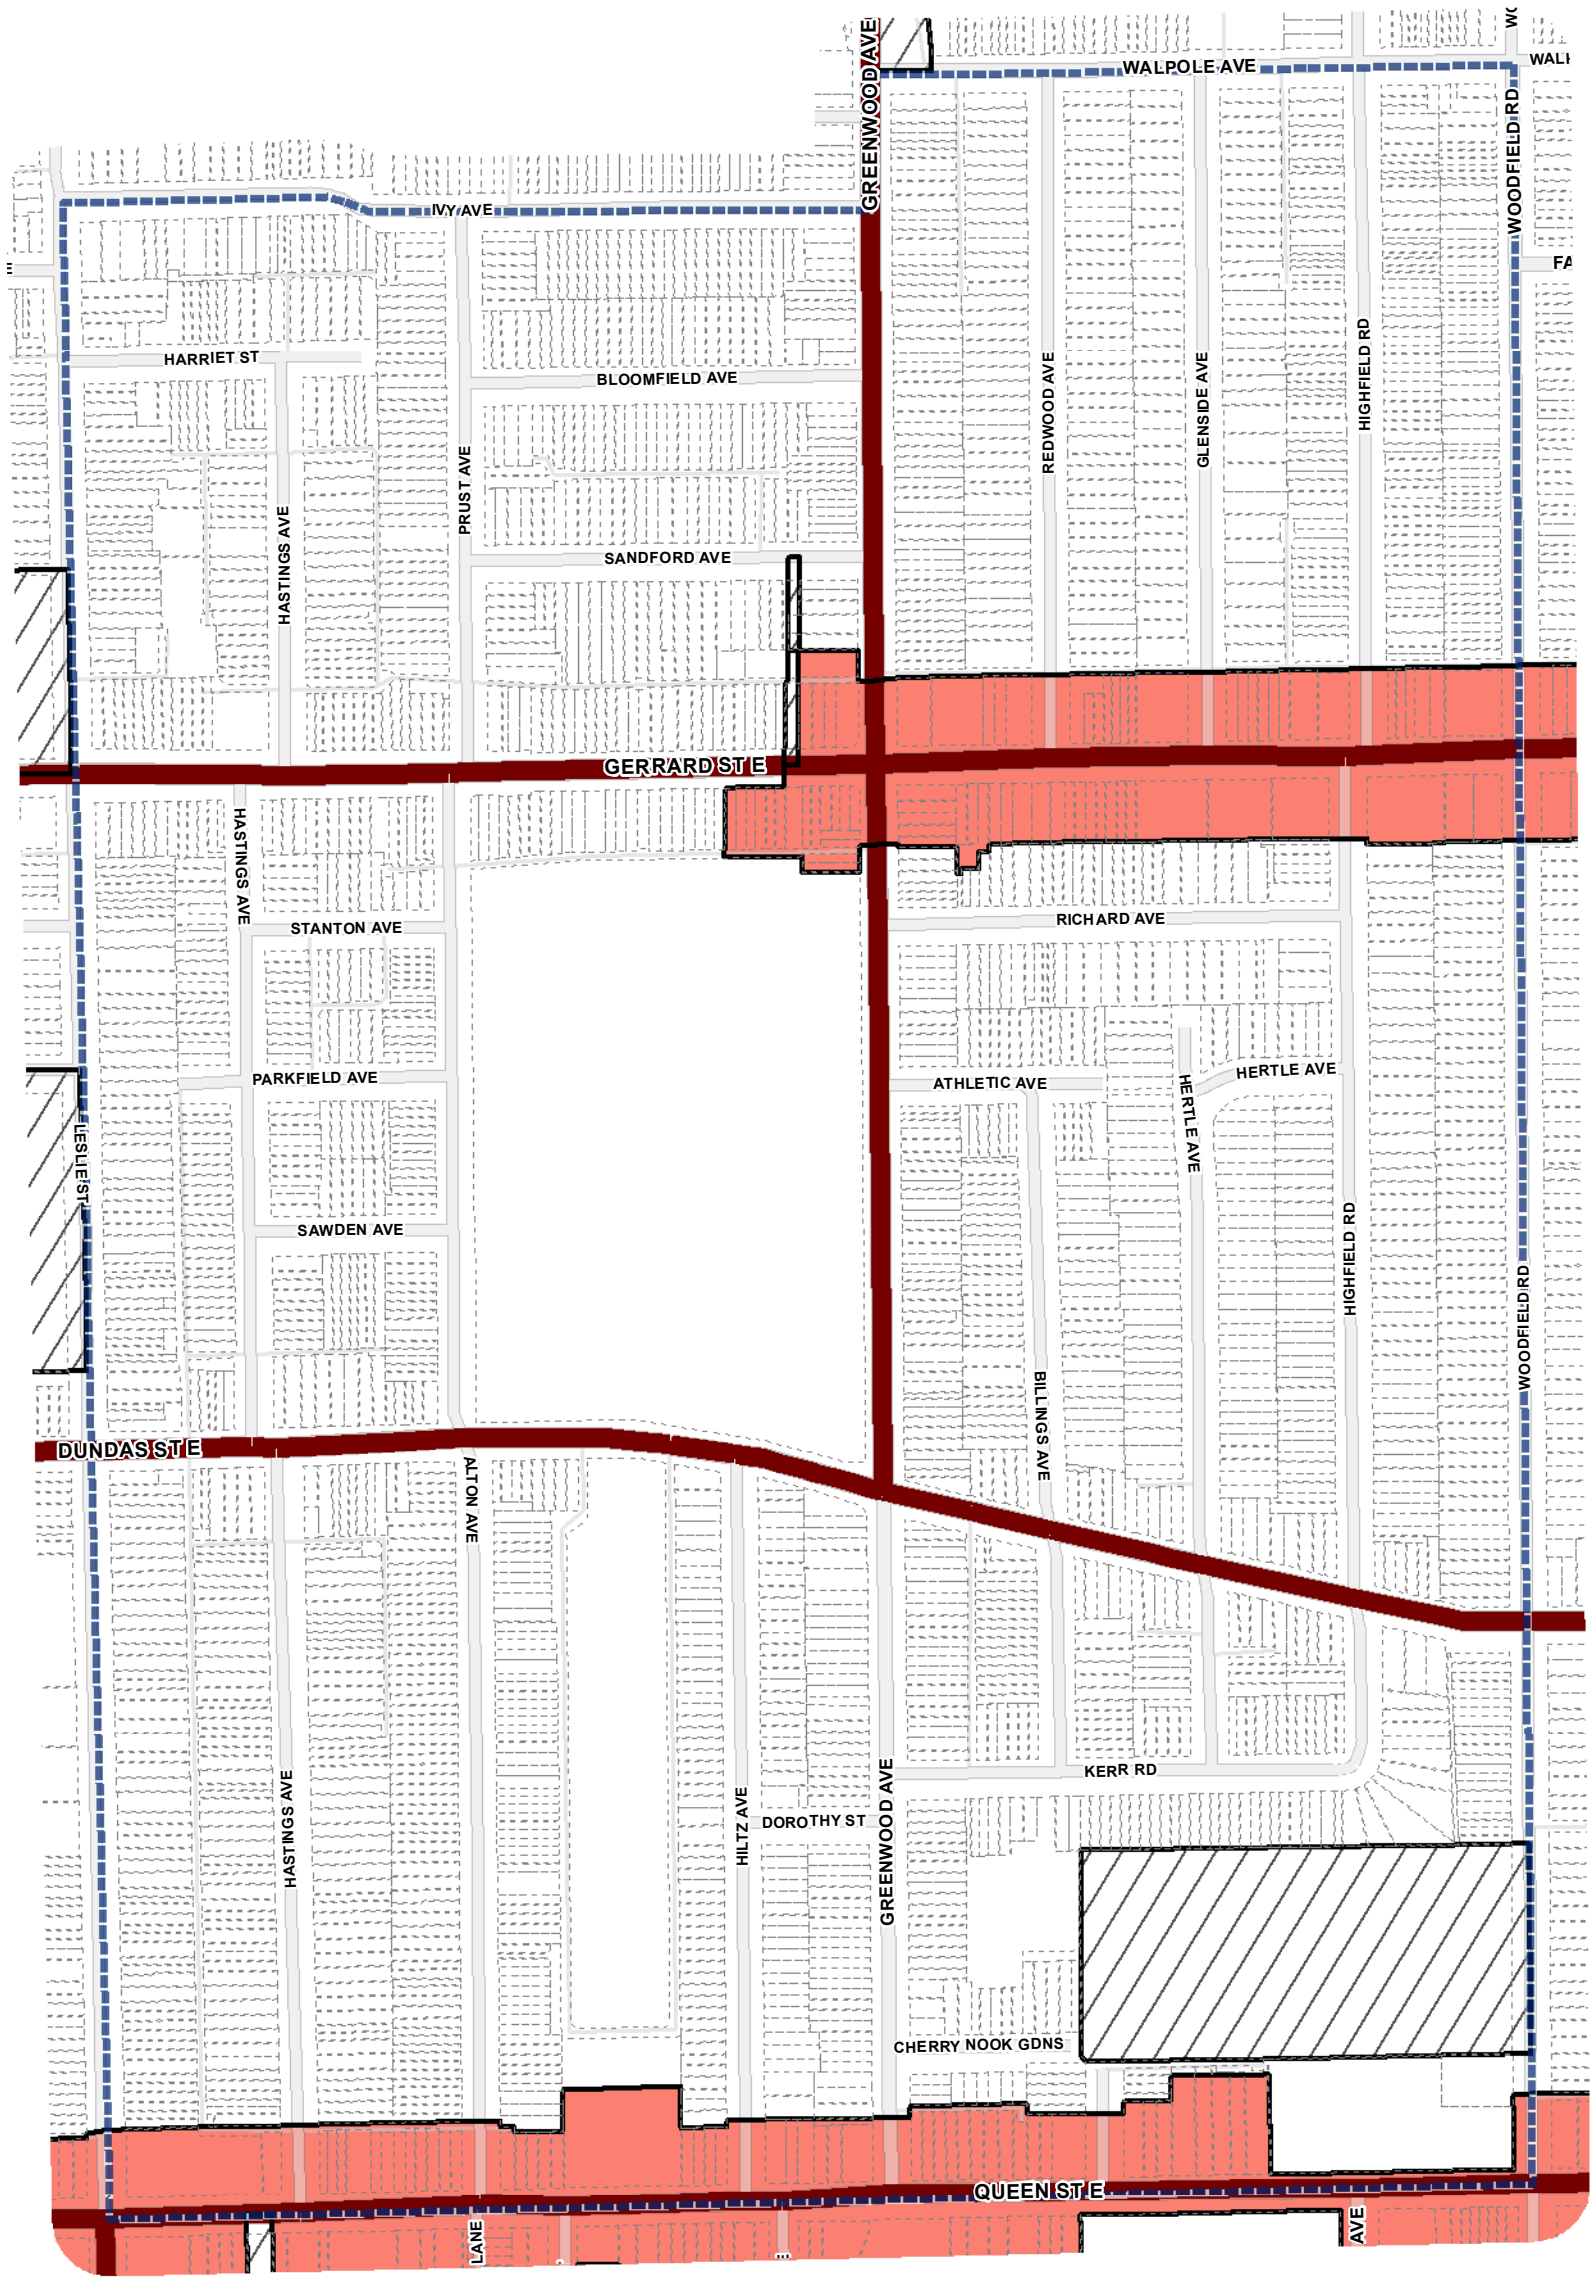 WO
GREENWOOD AVE
WALPOLE AVE
WALI
WOODFIELD RD
IVY AVE
E
FA
HARRIET ST
BLOOMFIELD AVE
HIGHFIELD RD
REDWOOD AVE
GLENSIDE AVE
PRUST AVE
HASTINGS AVE
SANDFORD AVE
GERRARD ST E
HASTINGS AVE
RICHARD AVE
STANTON AVE
PARKFIELD AVE
ATHLETIC AVE
HERTLE AVE
HERTLE AVE
LESLIE ST
SAWDEN AVE
HIGHFIELD RD
WOODFIELD RD
BILLINGS AVE
DUNDAS ST E
ALTON AVE
KERR RD
HASTINGS AVE
HILTZ AVE
DOROTHY ST
GREENWOOD AVE
CHERRY NOOK GDNS
QUEEN ST E
LANE
E
AVE